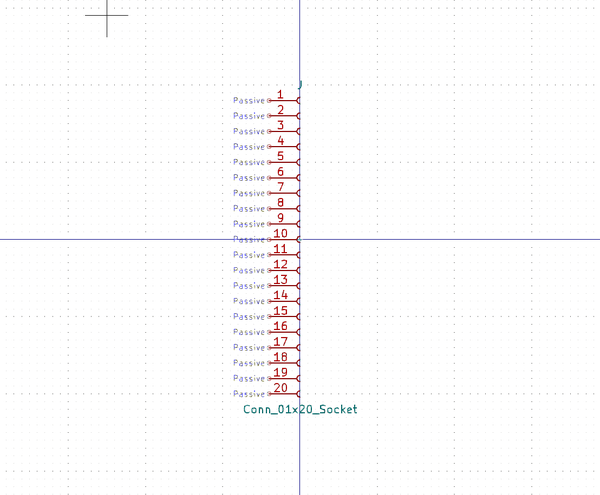 J
Passive 1
Passive 2
Passive 3
Passive 4
Passive 5
Passive 6
Passive 7
Passive 8
Passive 9
Passive 10
Passive 11
Passive 12
Passive 13
Passive 14
Passive 15
Passive 16
Passive 17
Passive 18
Passive 19
Passive 20
Conn_01x20_Socket